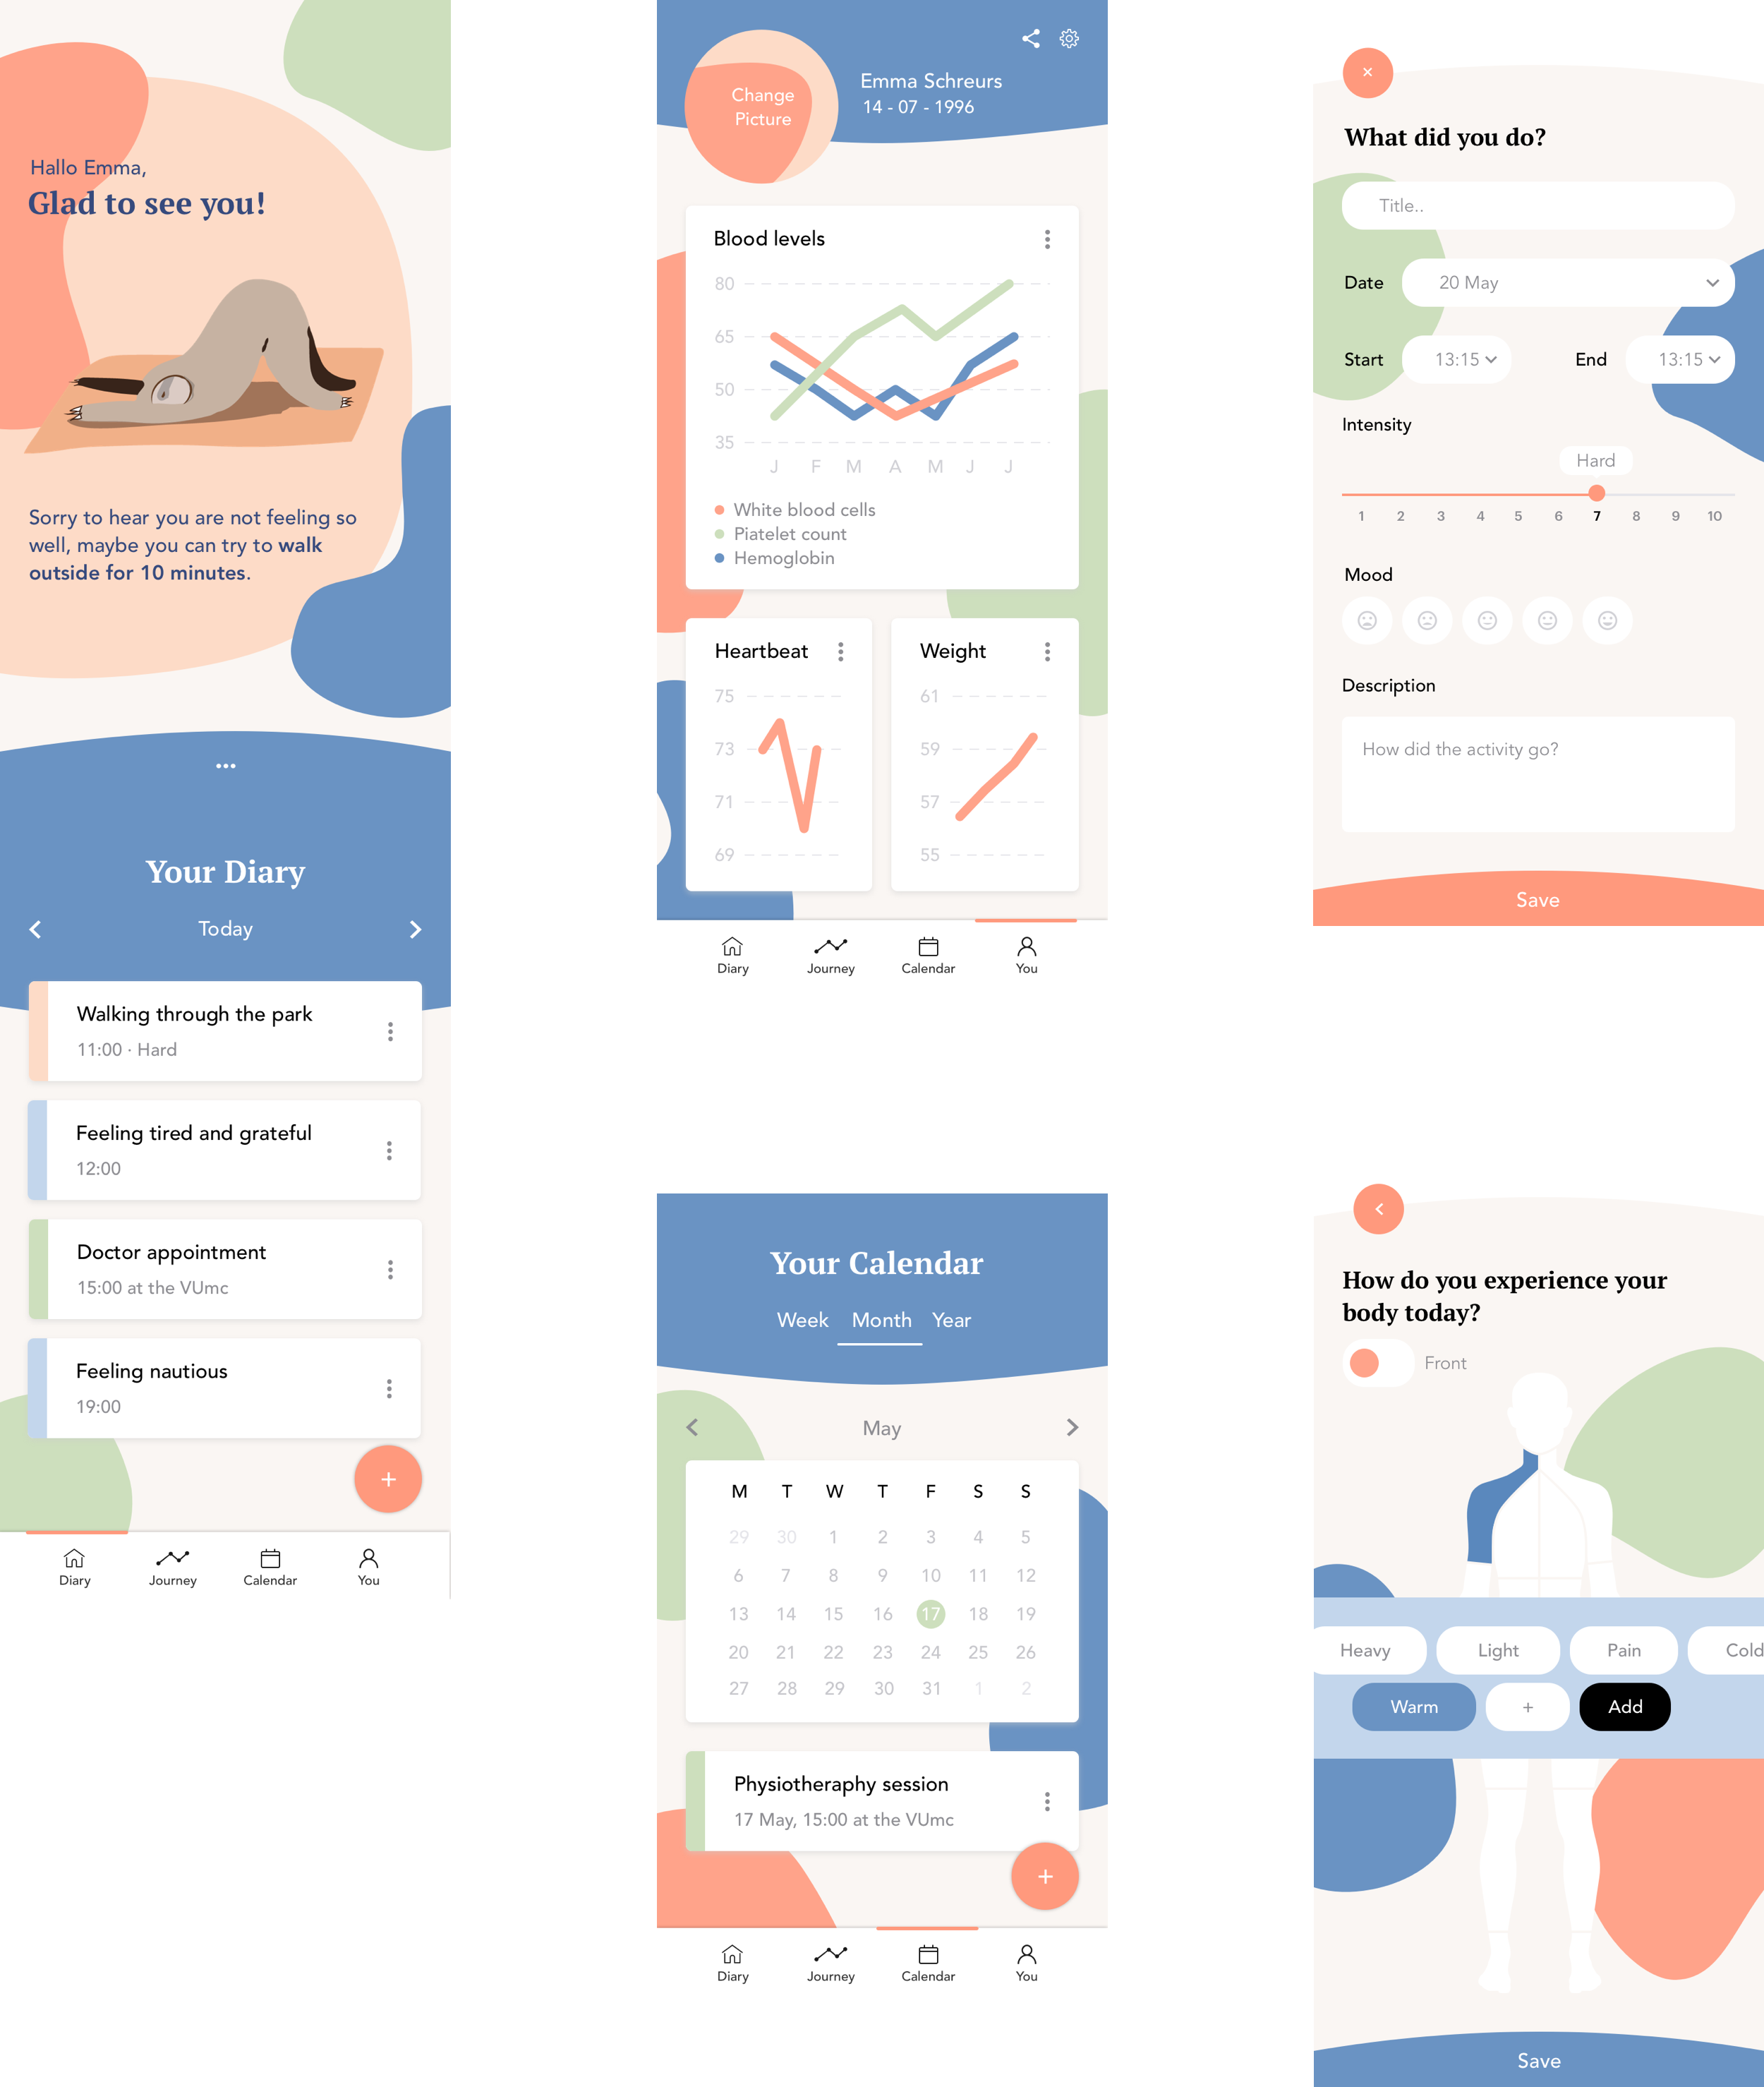 Hallo Emma,
Glad to see you!
Sorry to hear you are not feeling so
well, maybe you can try to walk
outside for 10 minutes.
Your Diary
Today
Walking through the park
11:00 · Hard
Feeling tired and grateful
12:00
Doctor appointment
15:00 at the VUmc
Feeling nautious
19:00
+
Diary Journey Calendar You
Change
Picture
Emma Schreurs
14 - 07 - 1996
Blood levels
80
65
50
35
J F M A M J J
White blood cells
Piatelet count
Hemoglobin
Heartbeat
75
73
71
69
Weight
61
59
57
55
Diary Journey Calendar You
Your Calendar
Week Month Year
May
M T W T F S S
29 30 1 2 3 4 5
6 7 8 9 10 11 12
13 14 15 16 17 18 19
20 21 22 23 24 25 26
27 28 29 30 31 1 2
Physiotheraphy session
17 May, 15:00 at the VUmc
+
Diary Journey Calendar You
What did you do?
Title..
Date 20 May
Start 13:15 End 13:15
Intensity
Hard
1 2 3 4 5 6 7 8 9 10
Mood
Description
How did the activity go?
Save
How do you experience your
body today?
Front
Heavy Light Pain Cold
Warm + Add
Save